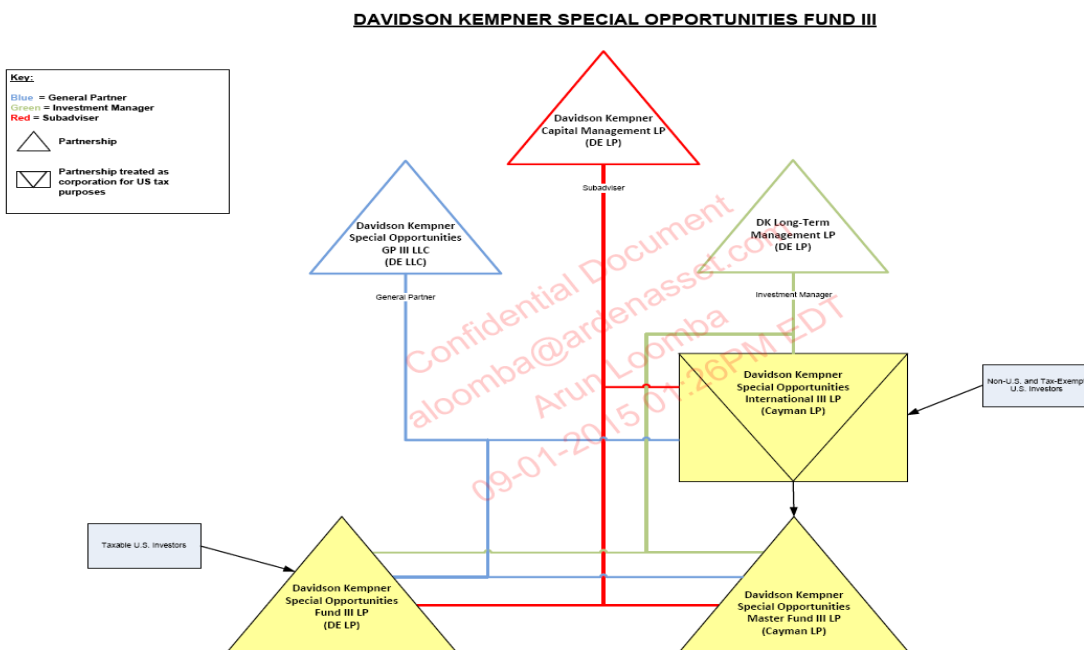 DAVIDSON KEMPNER SPECIAL OPPORTUNITIES FUND III
Key:
Blue = General Partner
Green = Investment Manager
Red = Subadviser
Partnership
Partnership treated as
corporation for US tax
purposes
Davidson Kempner
Capital Management LP
(DE LP)
Subadviser
Davidson Kempner
Special Opportunities
GP III LLC
(DE LLC)
General Partner
DK Long-Term
Management LP
(DE LP)
Investment Manager
Confidential Document
aloomba@ardenasset.com
Arun Loomba
09-01-2015 01:26PM EDT
Davidson Kempner
Special Opportunities
International III LP
(Cayman LP)
Non-U.S. and Tax-Exempt
U.S. Investors
Taxable U.S. Investors
Davidson Kempner
Special Opportunities
Fund III LP
(DE LP)
Davidson Kempner
Special Opportunities
Master Fund III LP
(Cayman LP)